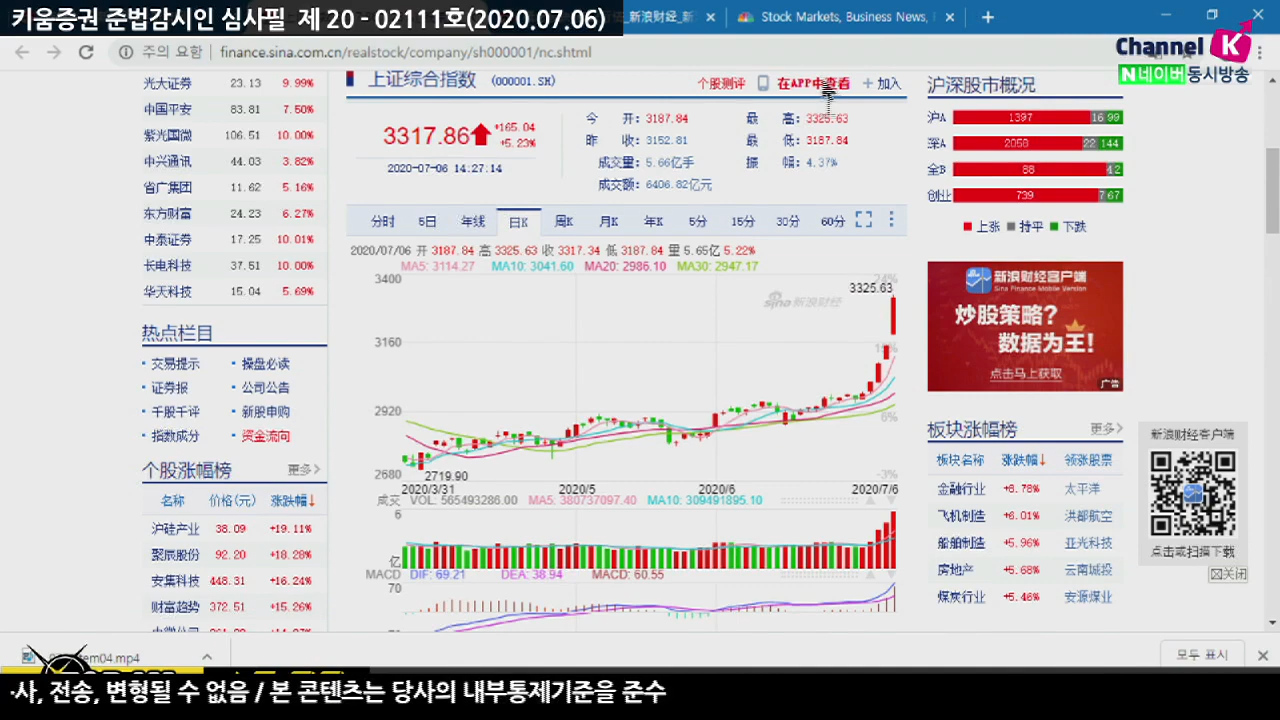 키움증권 준법감시인 심사필 제 20 - 02111호(2020.07.06)
新浪财经_新
Stock Markets, Business News,
주의 요함
finance.sina.com.cn/realstock/company/sh000001/nc.shtml
Channel K
N네이버 동시방송
光大证券 23.13 9.99%
中国平安 83.81 7.50%
紫光国微 106.51 10.00%
中兴通讯 44.03 3.82%
省广集团 11.62 5.16%
东方财富 24.23 6.27%
中泰证券 17.25 10.01%
长电科技 37.51 10.00%
华天科技 15.04 5.69%
热点栏目
交易提示 操盘必读
证券报 公司公告
千股千评 新股申购
指数成分 资金流向
个股涨幅榜 更多>
名称 价格(元) 涨跌幅↓
沪硅产业 38.09 +19.11%
聚辰股份 92.20 +18.28%
安集科技 448.31 +16.24%
财富趋势 372.51 +15.26%
上证综合指数 (000001.SH)
个股测评 在APP中查看 + 加入
3317.86 +165.04
+5.23%
2020-07-06 14:27:14
今 开: 3187.84 最 高: 3325.63
昨 收: 3152.81 最 低: 3187.84
成交量: 5.66亿手 振 幅: 4.37%
成交额: 6406.82亿元
分时 5日 年线 日K 周K 月K 年K 5分 15分 30分 60分
2020/07/06 开 3187.84 高 3325.63 收 3317.34 低 3187.84 量 5.65亿 5.22%
MA5: 3114.27 MA10: 3041.60 MA20: 2986.10 MA30: 2947.17
3400 24%
3325.63
sina新浪财经
3160
2920 6%
2680 -3%
2719.90
2020/3/31 2020/5 2020/6 2020/7/6
成交 VOL: 565493286.00 MA5: 380737097.40 MA10: 309491895.10
6
亿
MACD DIF: 69.21 DEA: 38.94 MACD: 60.55
70
沪深股市概况
沪A 1397 16 99
深A 2058 22 144
全B 88 4 2
创业 739 7 67
上涨 持平 下跌
新浪财经客户端
Sina Finance Mobile Version
炒股策略?
数据为王!
点击马上获取
广告
板块涨幅榜 更多>
板块名称 涨跌幅↓ 领涨股票
金融行业 +6.78% 太平洋
飞机制造 +6.01% 洪都航空
船舶制造 +5.96% 亚光科技
房地产 +5.68% 云南城投
煤炭行业 +5.46% 安源煤业
新浪财经客户端
点击或扫描下载
关闭
모두 표시
·사, 전송, 변형될 수 없음 / 본 콘텐츠는 당사의 내부통제기준을 준수